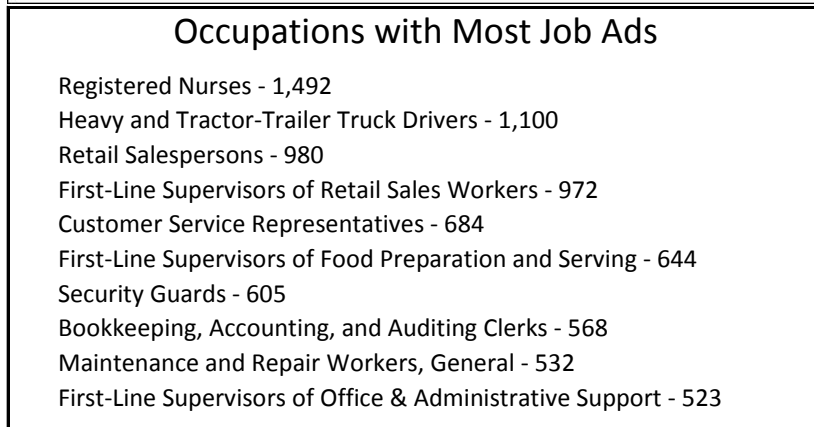 Occupations with Most Job Ads
Registered Nurses - 1,492
Heavy and Tractor-Trailer Truck Drivers - 1,100
Retail Salespersons - 980
First-Line Supervisors of Retail Sales Workers - 972
Customer Service Representatives - 684
First-Line Supervisors of Food Preparation and Serving - 644
Security Guards - 605
Bookkeeping, Accounting, and Auditing Clerks - 568
Maintenance and Repair Workers, General - 532
First-Line Supervisors of Office & Administrative Support - 523